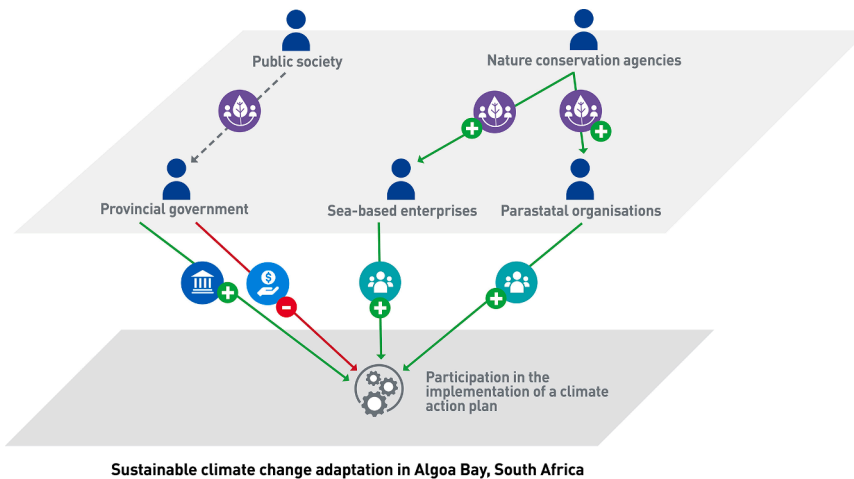 Public society
Nature conservation agencies
Provincial government
Sea-based enterprises
Parastatal organisations
$
Participation in the
implementation of a climate
action plan
Sustainable climate change adaptation in Algoa Bay, South Africa